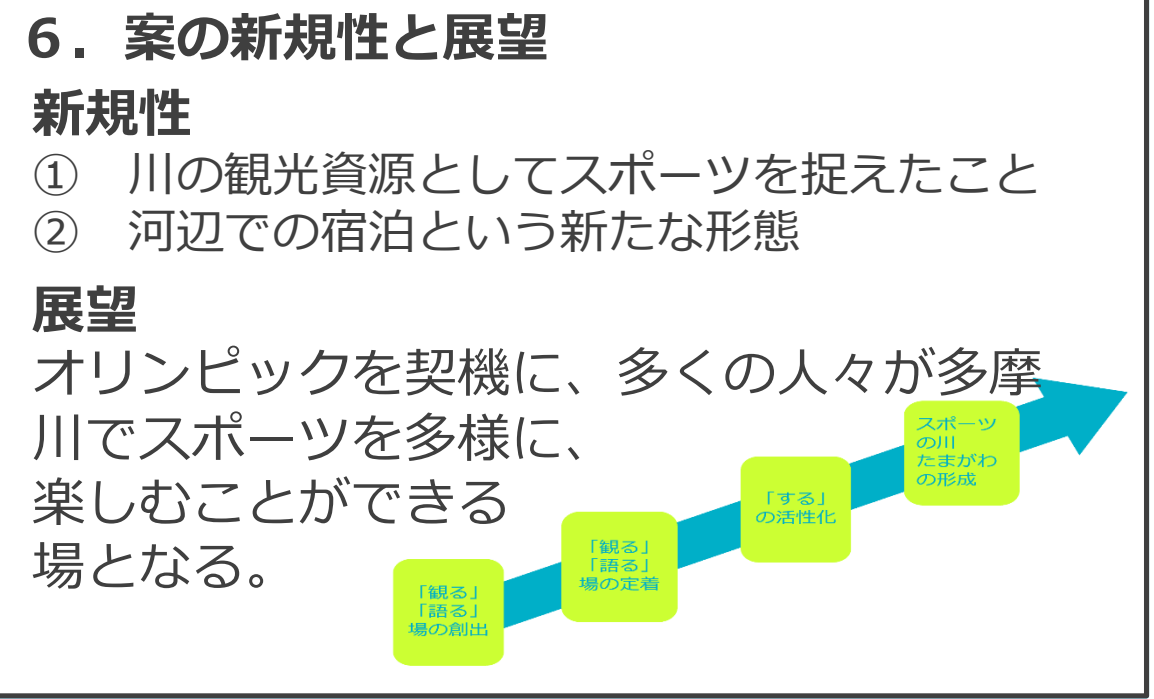 ６．案の新規性と展望
新規性
①　川の観光資源としてスポーツを捉えたこと
②　河辺での宿泊という新たな形態
展望
オリンピックを契機に、多くの人々が多摩
川でスポーツを多様に、
楽しむことができる
場となる。
「観る」
「語る」
場の創出
「観る」
「語る」
場の定着
「する」
の活性化
スポーツ
の川
たまがわ
の形成